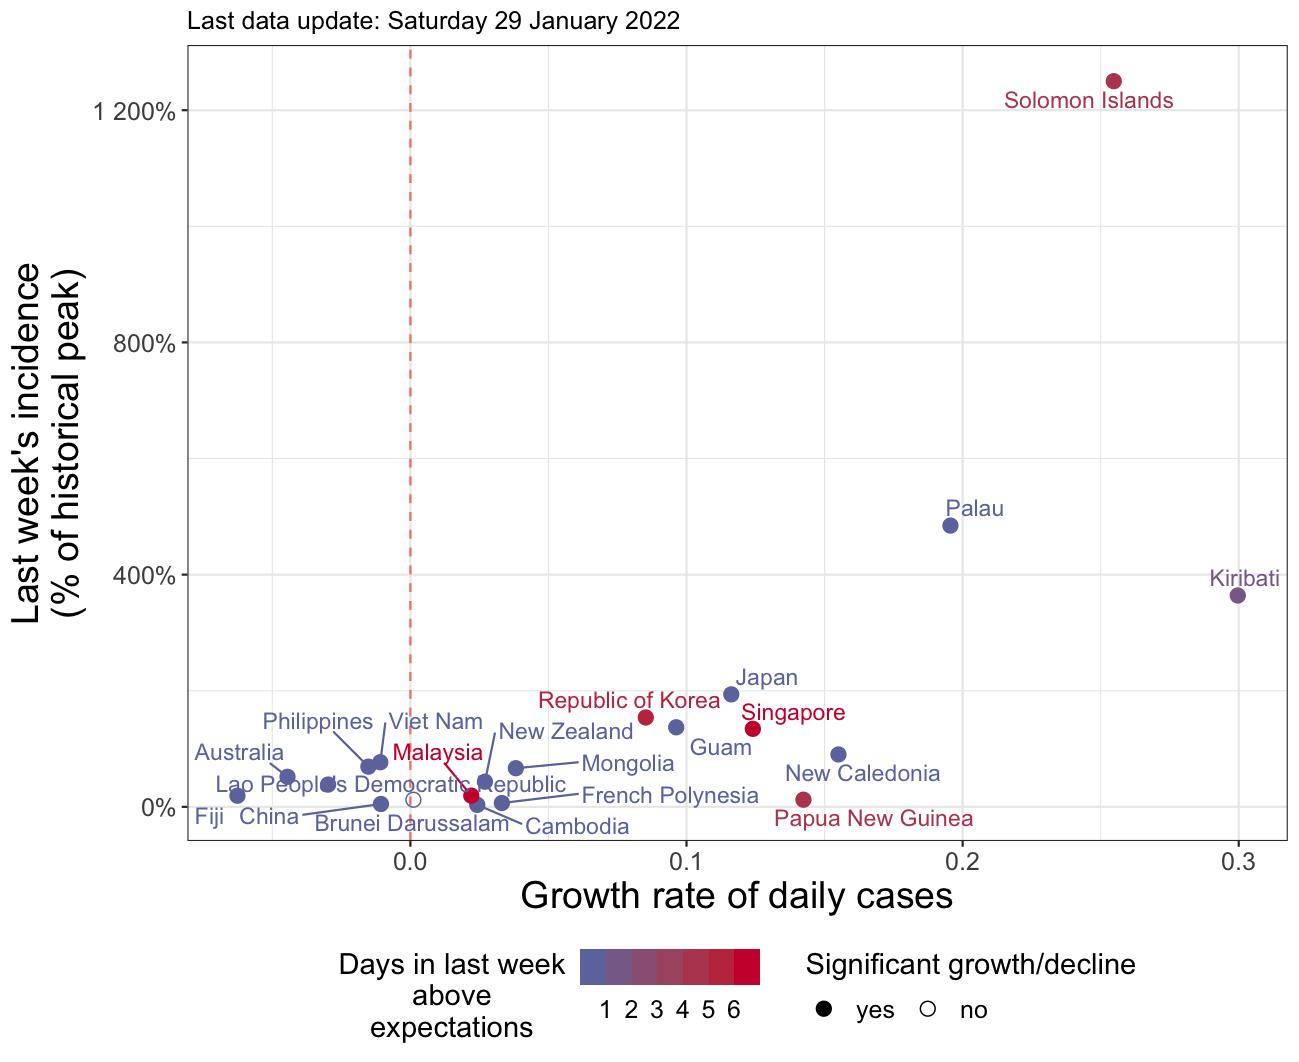 Last data update: Saturday 29 January 2022
Last week's incidence
(% of historical peak)
1 200%
800%
400%
0%
Solomon Islands
Palau
Kiribati
Japan
Republic of Korea
Singapore
Guam
New Caledonia
Papua New Guinea
Philippines
Viet Nam
New Zealand
Australia
Malaysia
Mongolia
Lao People's Democratic Republic
French Polynesia
Fiji
China
Brunei Darussalam
Cambodia
0.0
0.1
0.2
0.3
Growth rate of daily cases
Days in last week
above
expectations
1 2 3 4 5 6
Significant growth/decline
yes
no